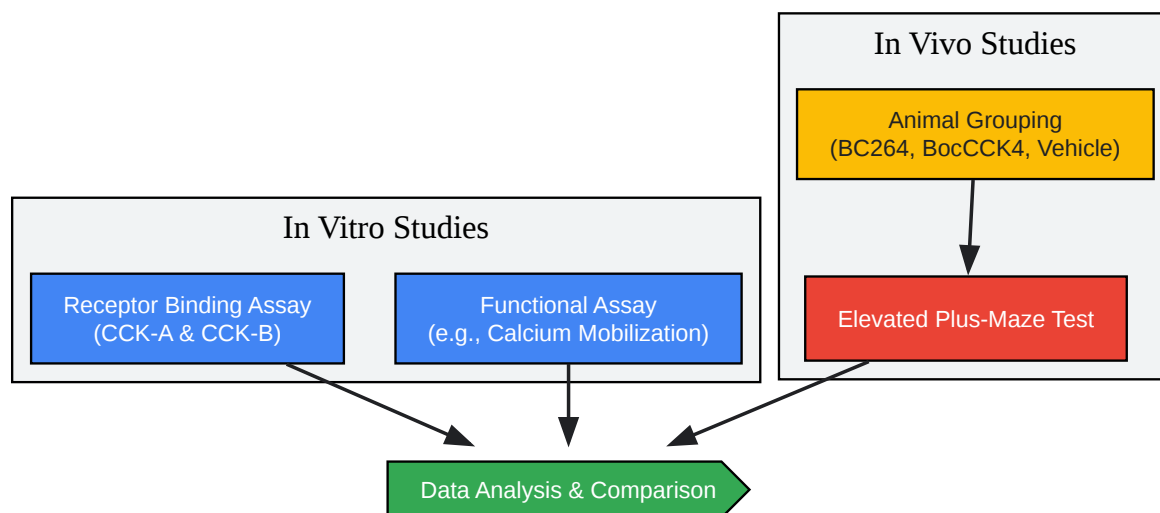 In Vivo Studies
Animal Grouping
(BC264, BocCCK4, Vehicle)
In Vitro Studies
Receptor Binding Assay
(CCK-A & CCK-B)
Functional Assay
(e.g., Calcium Mobilization)
Elevated Plus-Maze Test
Data Analysis & Comparison